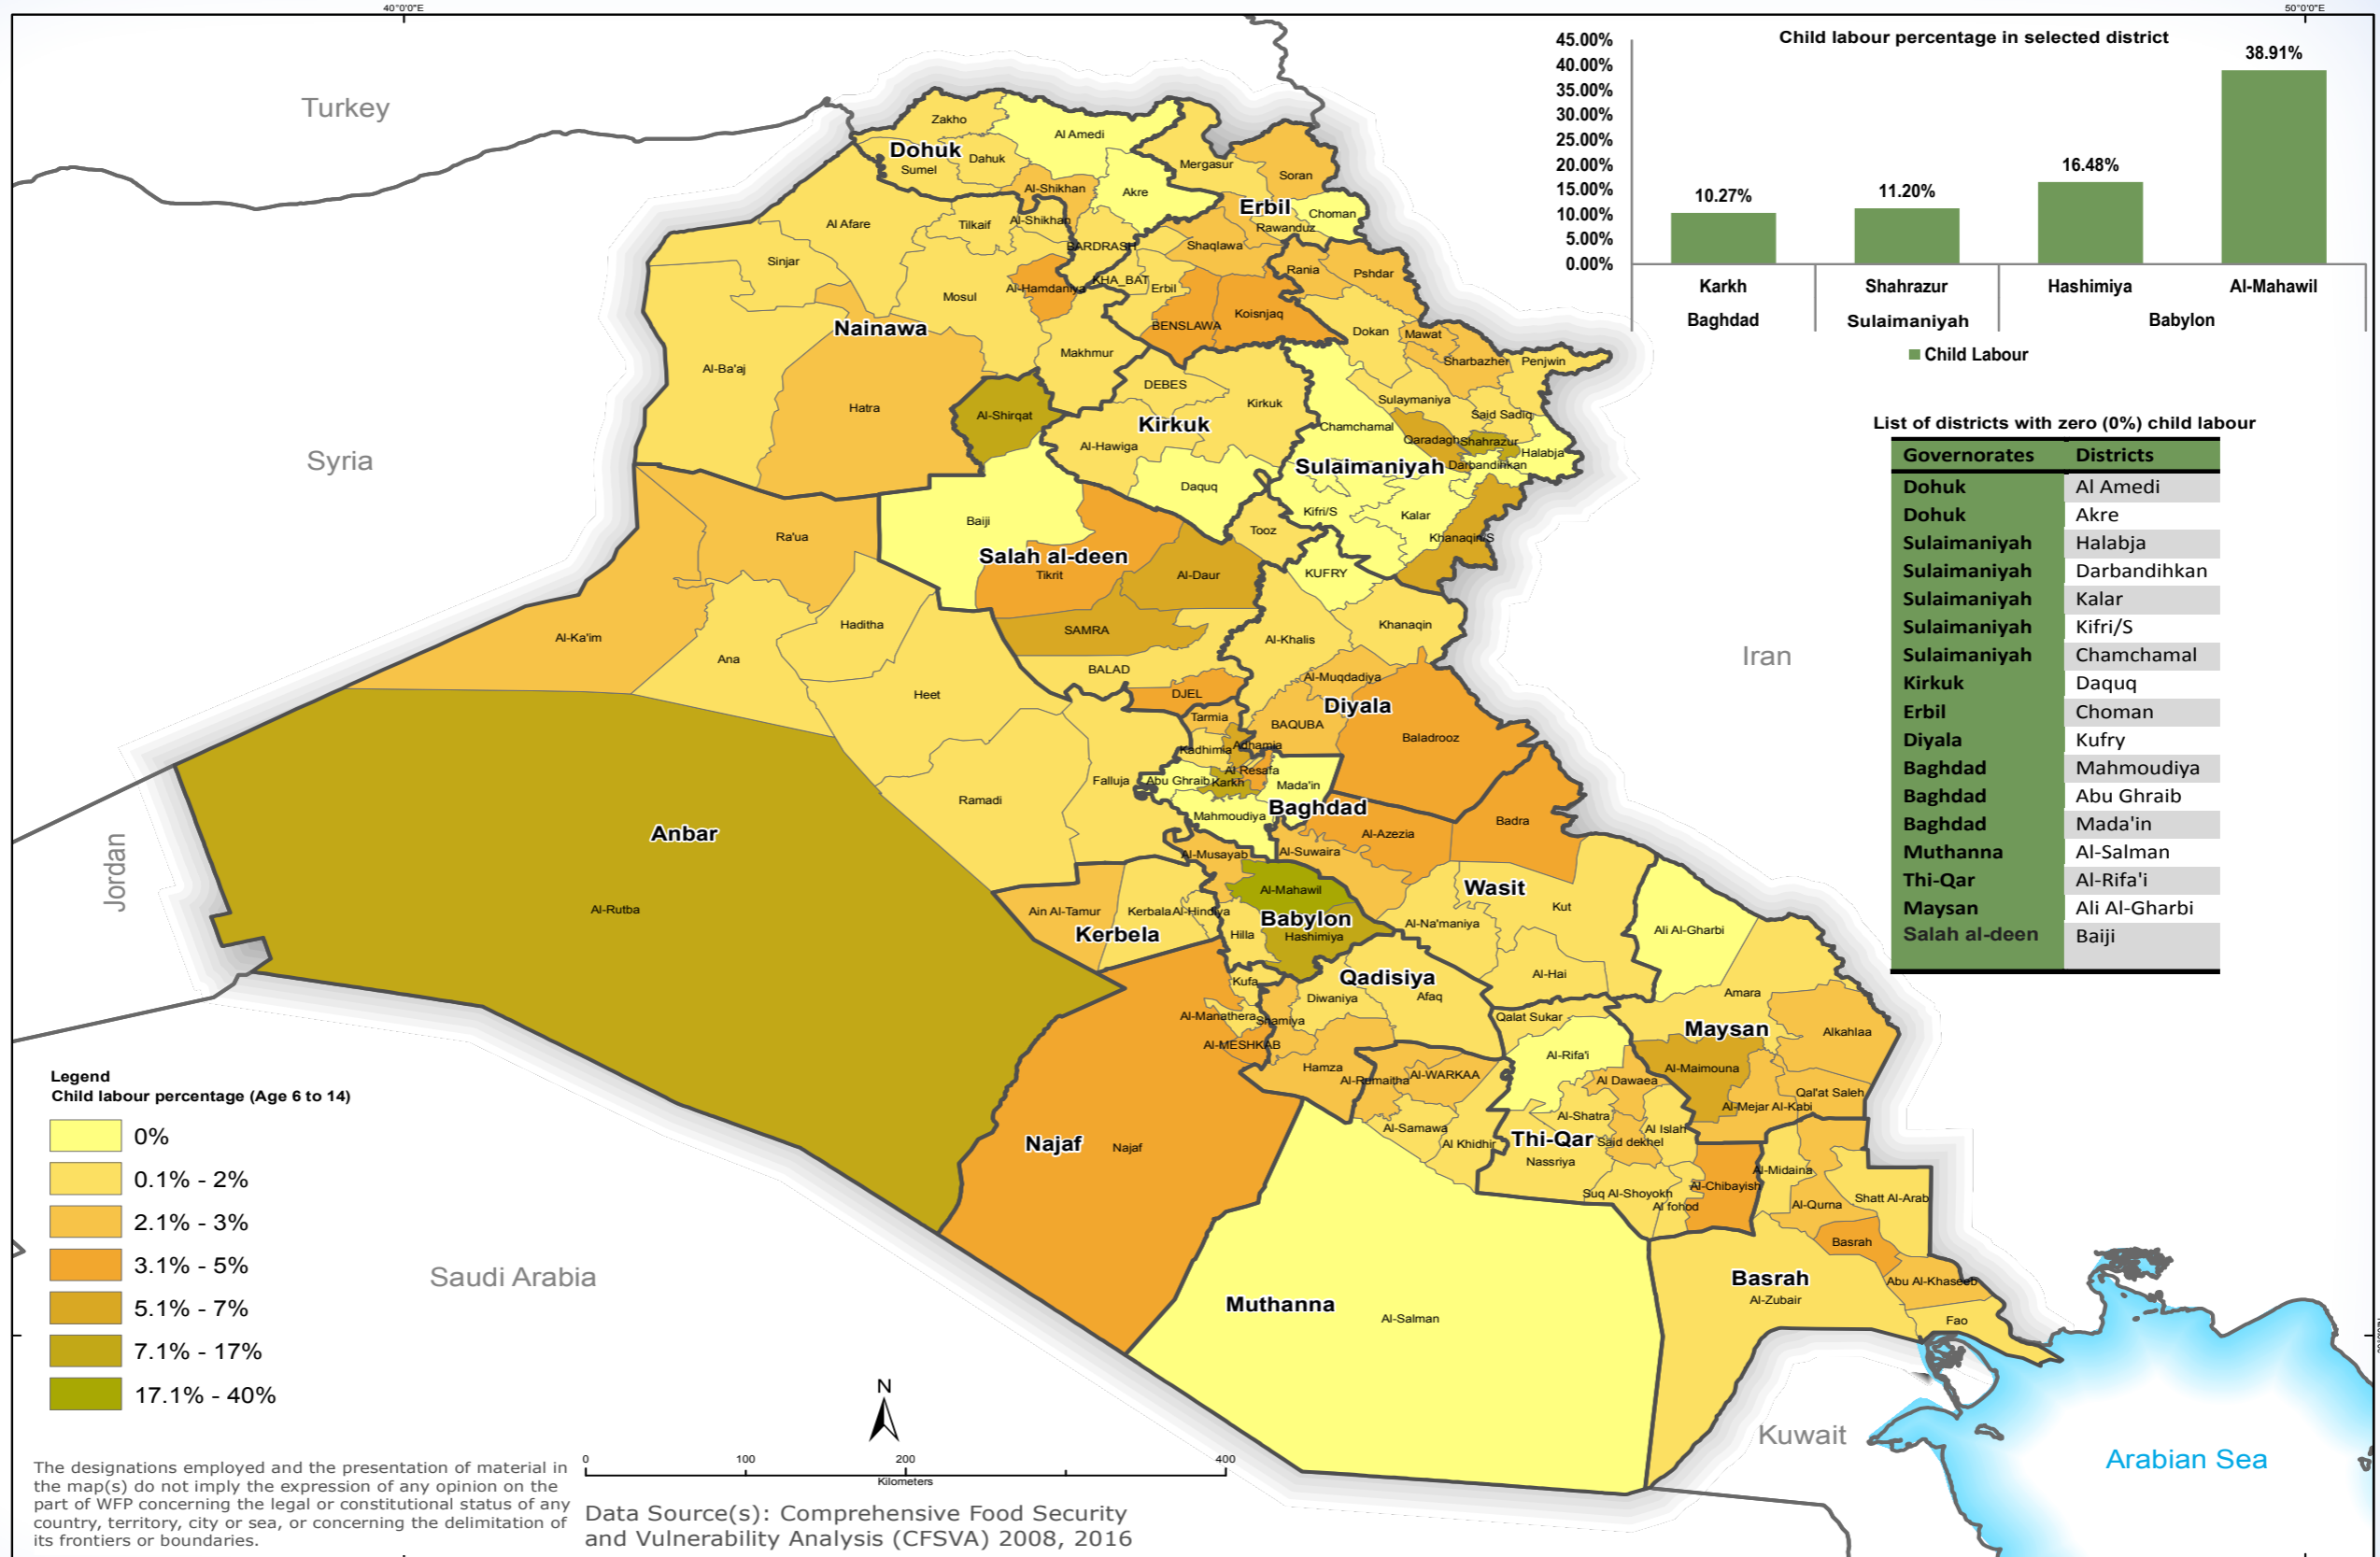 40°0'0"E
50°0'0"E
Child labour percentage in selected district
45.00%
40.00%
35.00%
30.00%
25.00%
20.00%
15.00%
10.00%
5.00%
0.00%
10.27%
11.20%
16.48%
38.91%
Karkh
Shahrazur
Hashimiya
Al-Mahawil
Baghdad
Sulaimaniyah
Babylon
Child Labour
List of districts with zero (0%) child labour
Governorates Districts
Dohuk Al Amedi
Dohuk Akre
Sulaimaniyah Halabja
Sulaimaniyah Darbandihkan
Sulaimaniyah Kalar
Sulaimaniyah Kifri/S
Sulaimaniyah Chamchamal
Kirkuk Daquq
Erbil Choman
Diyala Kufry
Baghdad Mahmoudiya
Baghdad Abu Ghraib
Baghdad Mada'in
Muthanna Al-Salman
Thi-Qar Al-Rifa'i
Maysan Ali Al-Gharbi
Salah al-deen Baiji
Turkey
Syria
Jordan
Saudi Arabia
Iran
Kuwait
Arabian Sea
Zakho
Al Amedi
Dohuk
Dahuk
Sumel
Mergasur
Soran
Al-Shikhan
Akre
Erbil
Choman
Rawanduz
Al Afare
Tilkaif
Al-Shikhan
BARDRASH
Shaqlawa
Sinjar
Rania
Pshdar
KHA_BAT
Erbil
Al-Hamdaniya
Mosul
Koisnjaq
BENSLAWA
Nainawa
Dokan
Mawat
Makhmur
Sharbazher
Penjwin
Al-Ba'aj
DEBES
Hatra
Kirkuk
Sulaymaniya
Al-Shirqat
Said Sadiq
Kirkuk
Chamchamal
Qaradagh
Shahrazur
Al-Hawiga
Halabja
Sulaimaniyah
Darbandihkan
Daquq
Kifri/S
Kalar
Baiji
Tooz
Ra'ua
Khanaqin/S
Salah al-deen
Tikrit
Al-Daur
KUFRY
Haditha
SAMRA
Khanaqin
Al-Ka'im
Al-Khalis
Ana
BALAD
Al-Muqdadiya
Heet
DJEL
Diyala
Tarmia
BAQUBA
Baladrooz
Kadhimia
Adhamia
Al Resafa
Falluja
Abu Ghraib
Karkh
Mada'in
Ramadi
Baghdad
Mahmoudiya
Badra
Anbar
Al-Azezia
Al-Musayab
Al-Suwaira
Al-Mahawil
Wasit
Al-Rutba
Ain Al-Tamur
Kerbala
Al-Hindiya
Kut
Babylon
Al-Na'maniya
Kerbela
Hilla
Hashimiya
Ali Al-Gharbi
Qadisiya
Al-Hai
Kufa
Diwaniya
Afaq
Amara
Al-Manathera
Shamiya
Qalat Sukar
Maysan
Alkahlaa
Al-MESHKAB
Al-Rifa'i
Hamza
Al-Rumaitha
Al-WARKAA
Al Dawaea
Al-Maimouna
Qal'at Saleh
Al-Mejar Al-Kabi
Al-Shatra
Al-Samawa
Al Islah
Najaf
Najaf
Al Khidhir
Thi-Qar
Said dekhel
Nassriya
Al-Midaina
Al-Chibayish
Suq Al-Shoyokh
Shatt Al-Arab
Al fohod
Al-Qurna
Basrah
Basrah
Abu Al-Khaseeb
Al-Zubair
Muthanna
Al-Salman
Fao
Legend
Child labour percentage (Age 6 to 14)
0%
0.1% - 2%
2.1% - 3%
3.1% - 5%
5.1% - 7%
7.1% - 17%
17.1% - 40%
N
0 100 200 400
Kilometers
The designations employed and the presentation of material in
the map(s) do not imply the expression of any opinion on the
part of WFP concerning the legal or constitutional status of any
country, territory, city or sea, or concerning the delimitation of
its frontiers or boundaries.
Data Source(s): Comprehensive Food Security
and Vulnerability Analysis (CFSVA) 2008, 2016